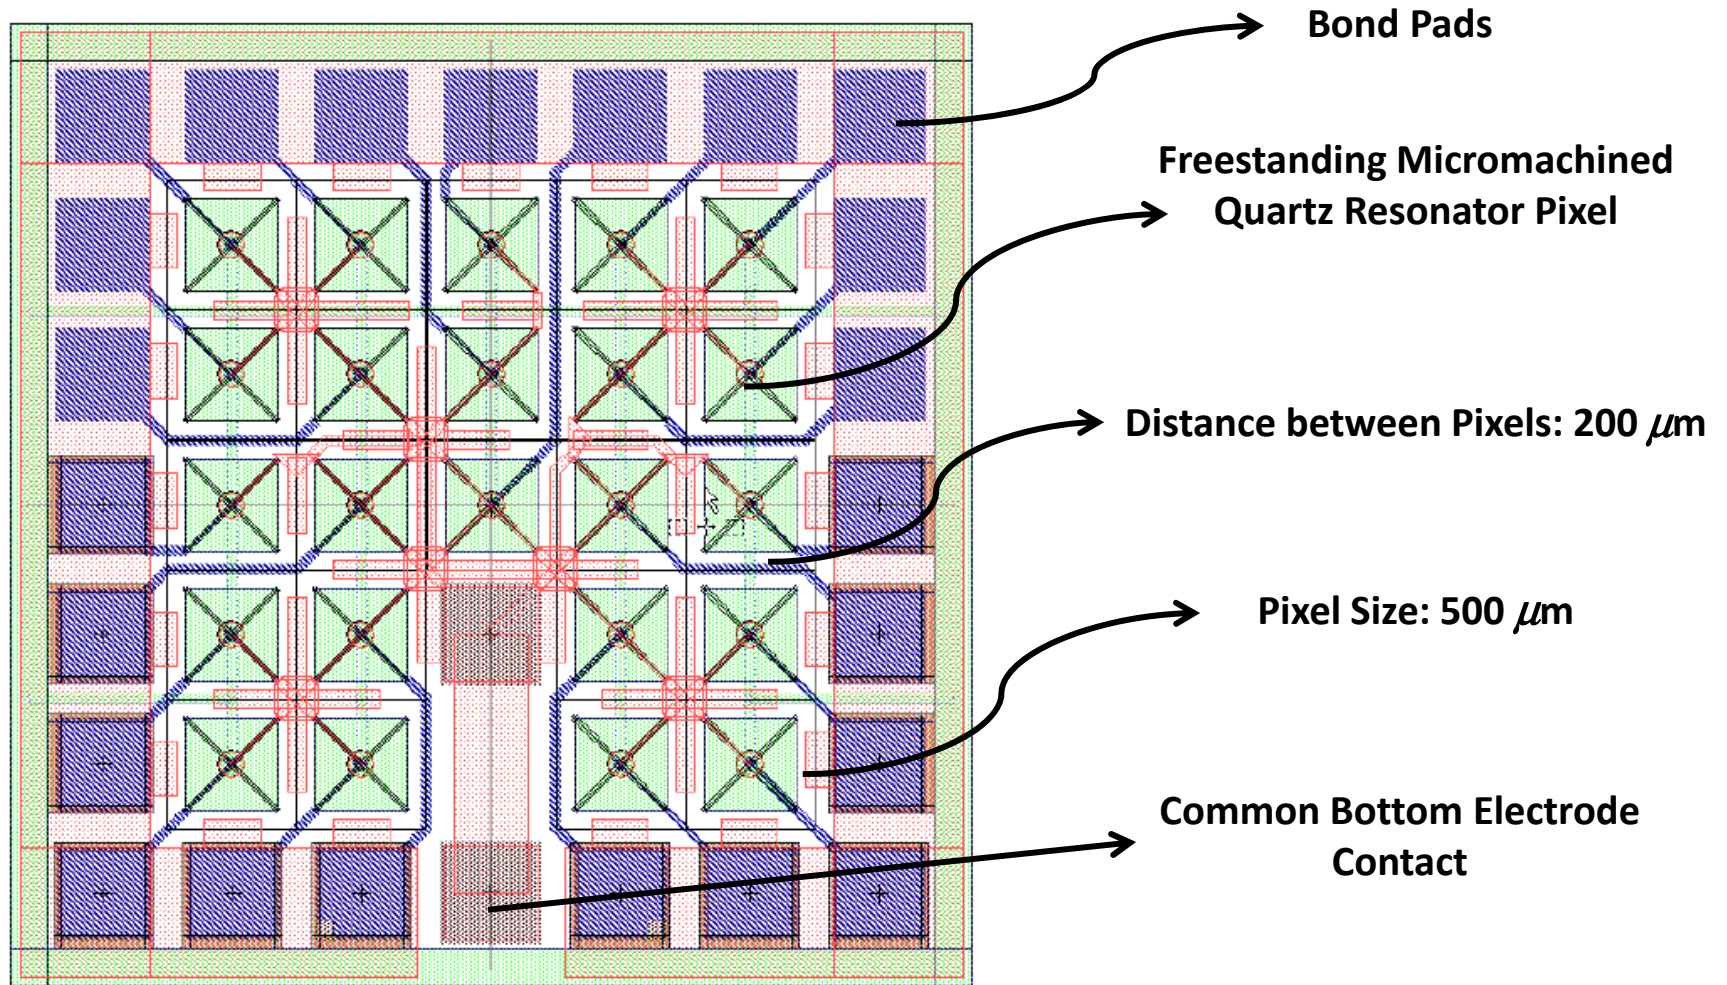 Bond Pads
Freestanding Micromachined
Quartz Resonator Pixel
Distance between Pixels: 200 μm
Pixel Size: 500 μm
Common Bottom Electrode
Contact